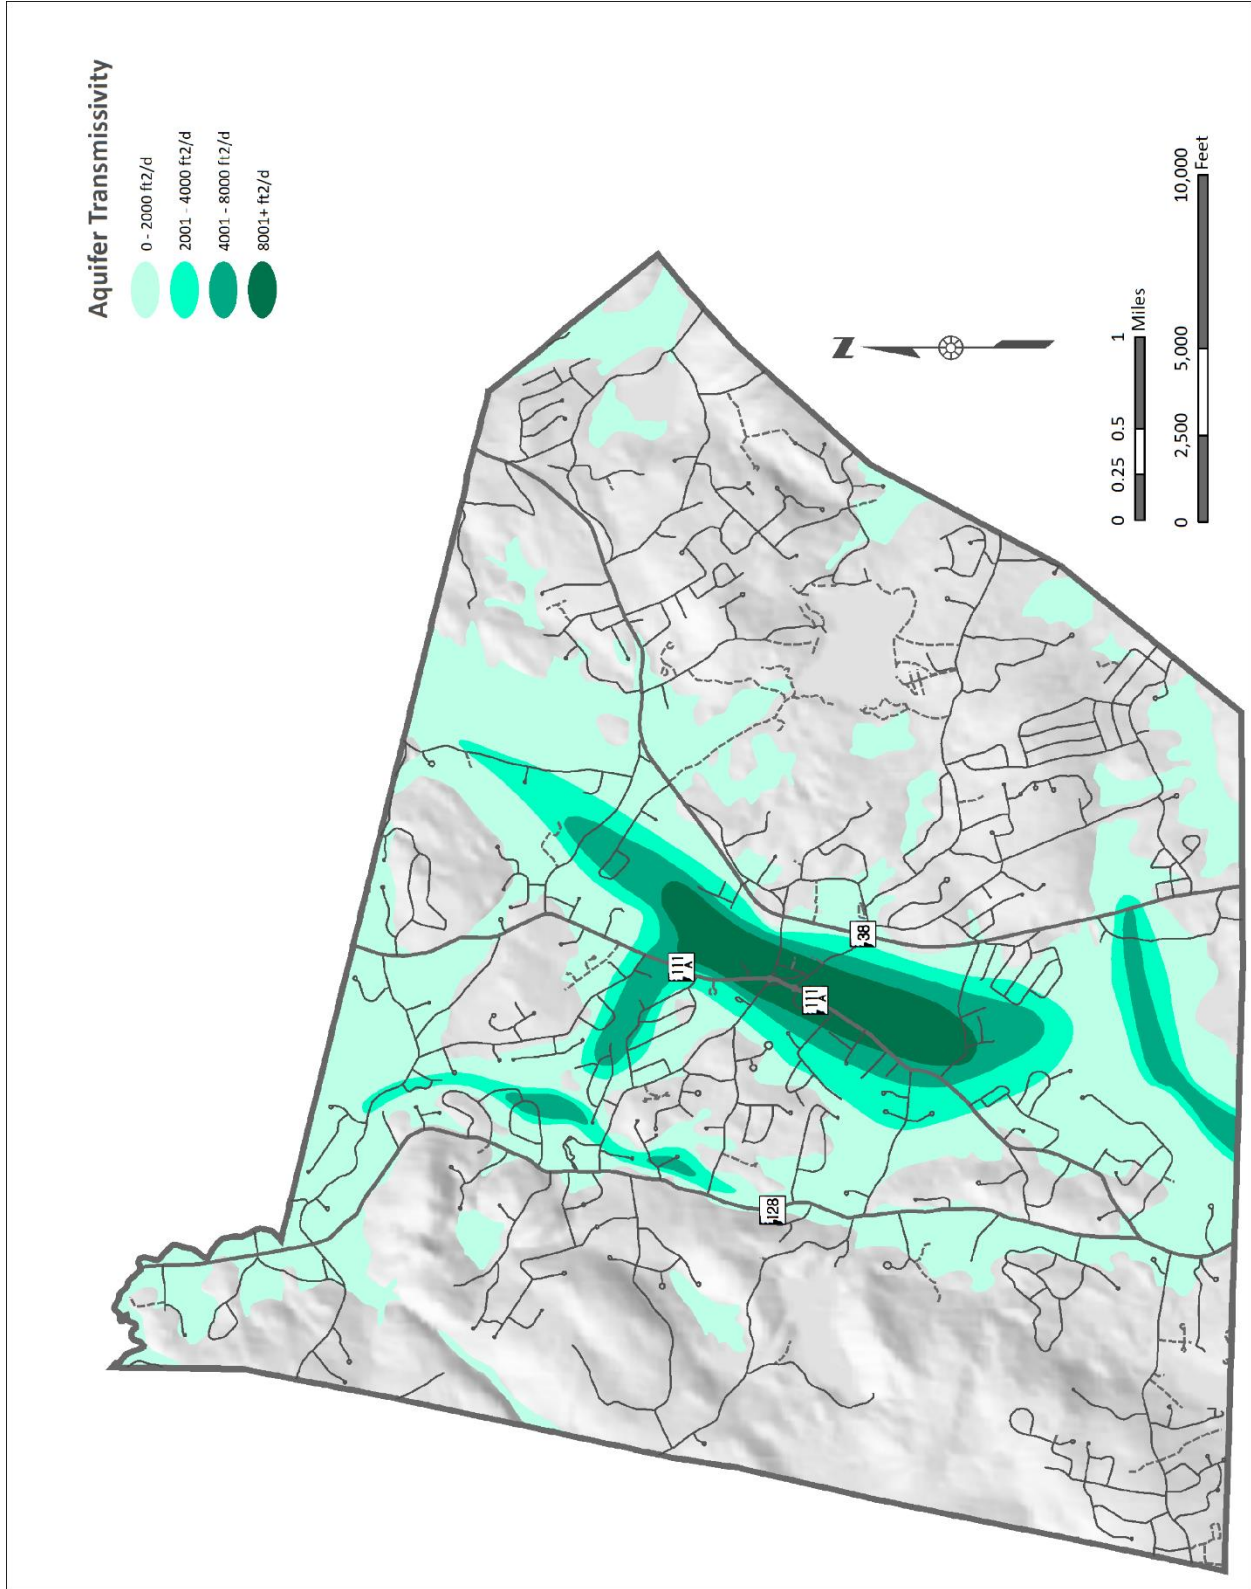 Aquifer Transmissivity
0 - 2000 ft2/d
2001 - 4000 ft2/d
4001 - 8000 ft2/d
8001+ ft2/d
N
0 0.25 0.5 1
Miles
0 2,500 5,000 10,000
Feet
111
A
111
A
38
128